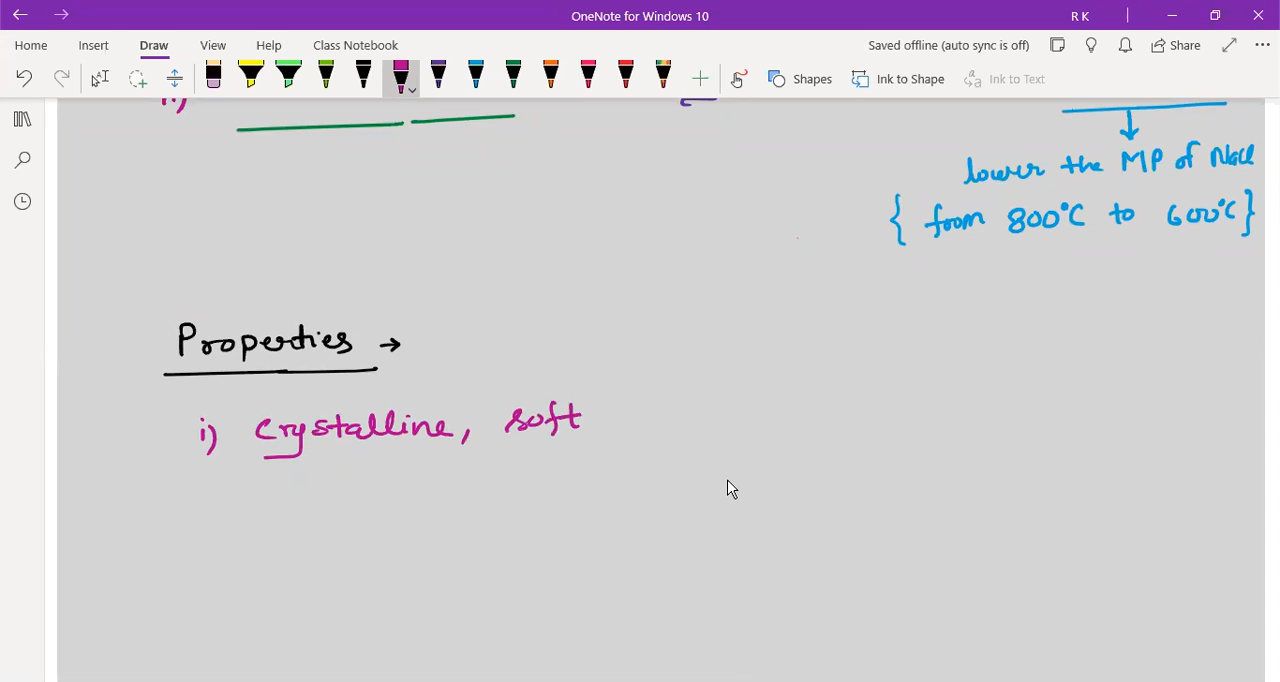 OneNote for Windows 10
R K
Home Insert Draw View Help Class Notebook
Saved offline (auto sync is off) Share
Shapes Ink to Shape Ink to Text
lower the MP of NaCl
{ from 800°C to 600°C }
Properties →
i) Crystalline, soft